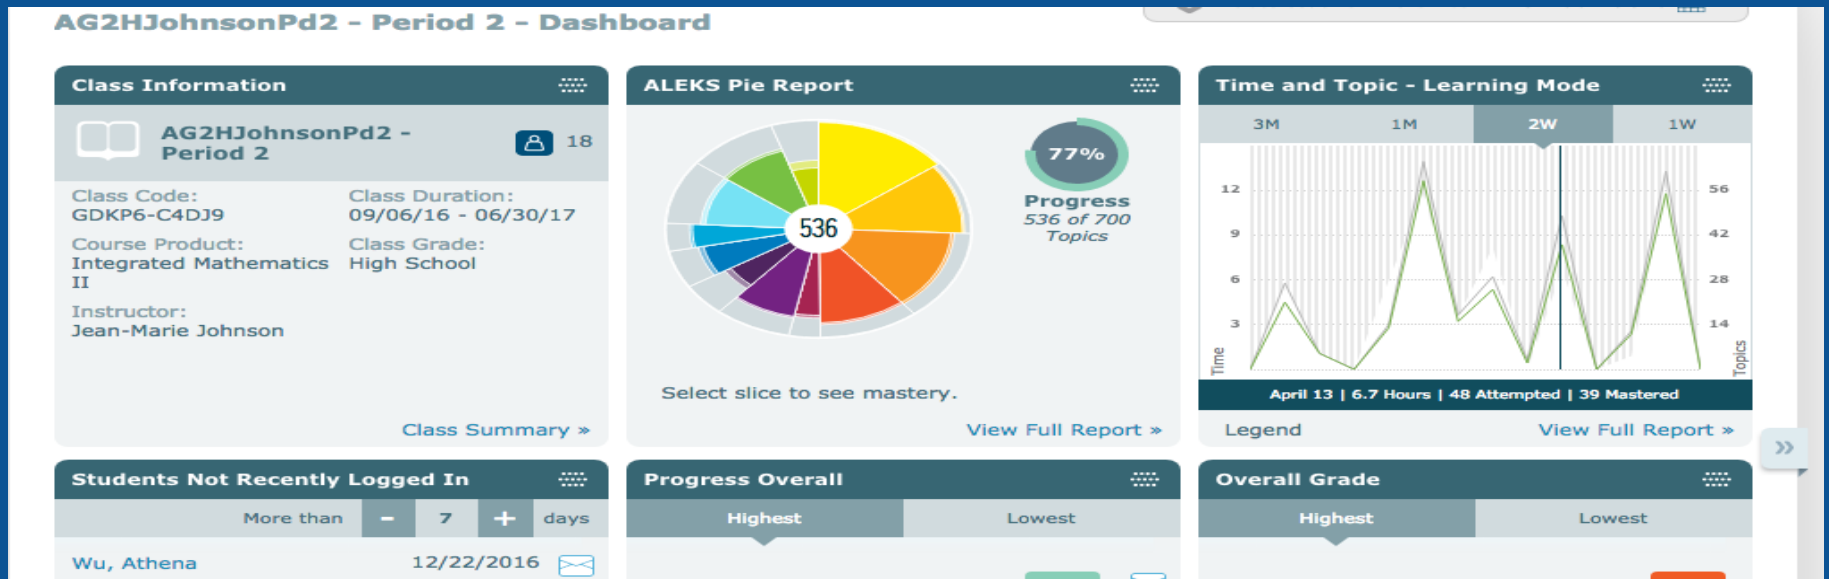 AG2HJohnsonPd2 - Period 2 - Dashboard
Class Information
AG2HJohnsonPd2 -
Period 2
18
Class Code:
GDKP6-C4DJ9
Class Duration:
09/06/16 - 06/30/17
Course Product:
Integrated Mathematics
II
Class Grade:
High School
Instructor:
Jean-Marie Johnson
Class Summary »
ALEKS Pie Report
536
77%
Progress
536 of 700
Topics
Select slice to see mastery.
View Full Report »
Time and Topic - Learning Mode
3M
1M
2W
1W
12
9
6
3
Time
56
42
28
14
Topics
April 13 | 6.7 Hours | 48 Attempted | 39 Mastered
Legend
View Full Report »
»
Students Not Recently Logged In
More than - 7 + days
Wu, Athena 12/22/2016
Progress Overall
Highest
Lowest
Overall Grade
Highest
Lowest